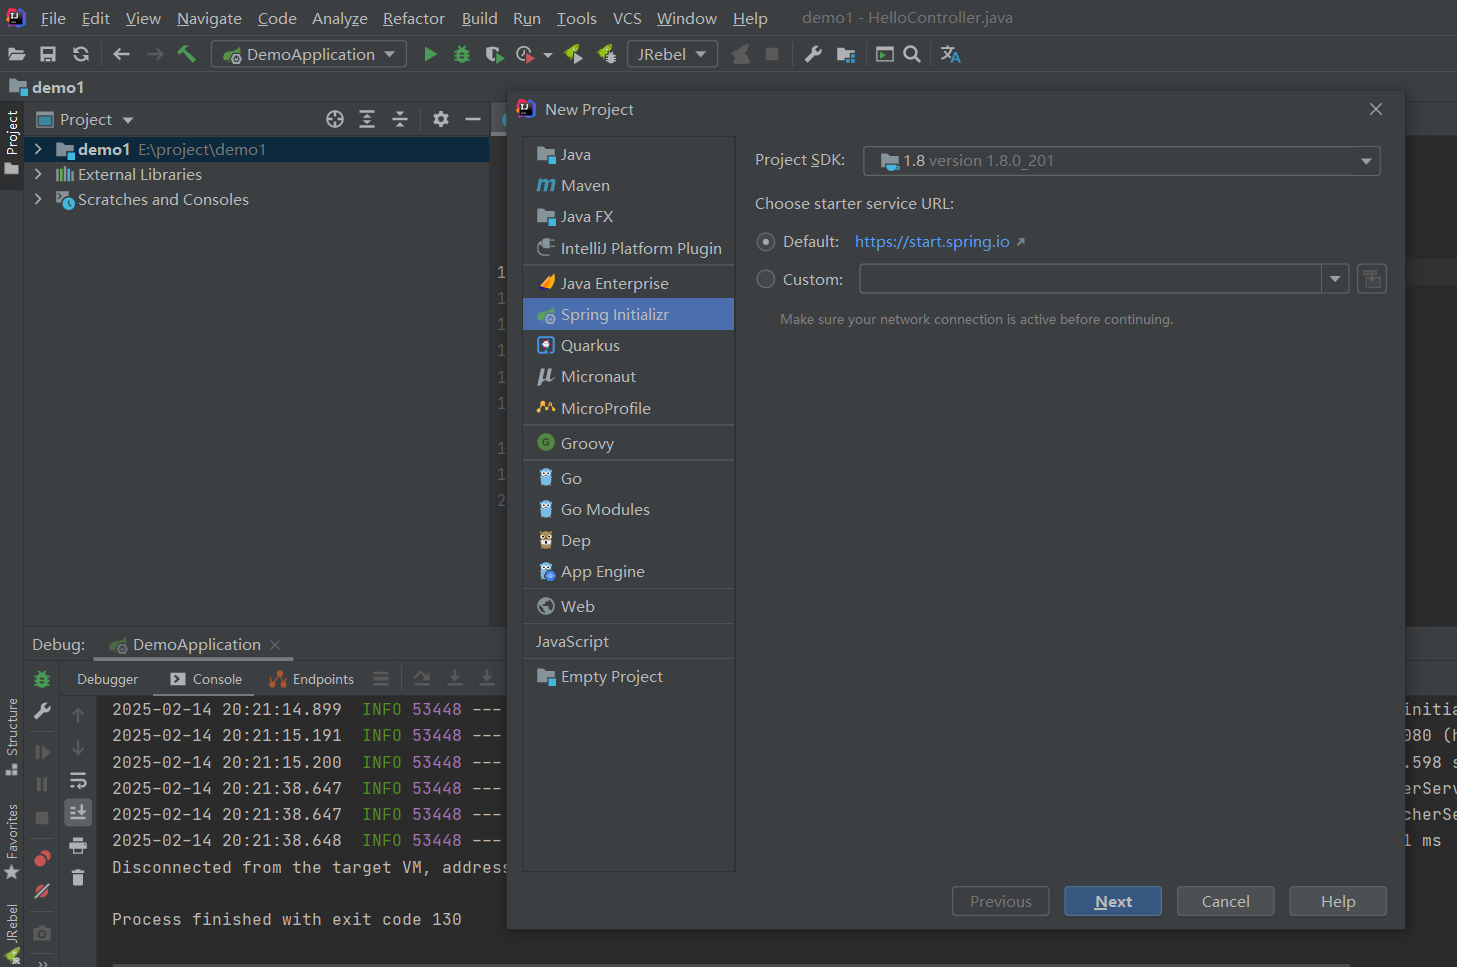 File Edit View Navigate Code Analyze Refactor Build Run Tools VCS Window Help demo1 - HelloController.java
DemoApplication JRebel
demo1
Project
Project
demo1 E:\project\demo1
External Libraries
Scratches and Consoles
New Project
Java
Maven
Java FX
IntelliJ Platform Plugin
Java Enterprise
Spring Initializr
Quarkus
Micronaut
MicroProfile
Groovy
Go
Go Modules
Dep
App Engine
Web
JavaScript
Empty Project
Project SDK: 1.8 version 1.8.0_201
Choose starter service URL:
Default: https://start.spring.io
Custom:
Make sure your network connection is active before continuing.
Previous Next Cancel Help
Debug: DemoApplication
Debugger Console Endpoints
Structure
Favorites
JRebel
2025-02-14 20:21:14.899 INFO 53448 ---
2025-02-14 20:21:15.191 INFO 53448 --- 080 (h
2025-02-14 20:21:15.200 INFO 53448 --- .598 s
2025-02-14 20:21:38.647 INFO 53448 --- erServ
2025-02-14 20:21:38.647 INFO 53448 --- cherSe
2025-02-14 20:21:38.648 INFO 53448 --- 1 ms
Disconnected from the target VM, address
Process finished with exit code 130